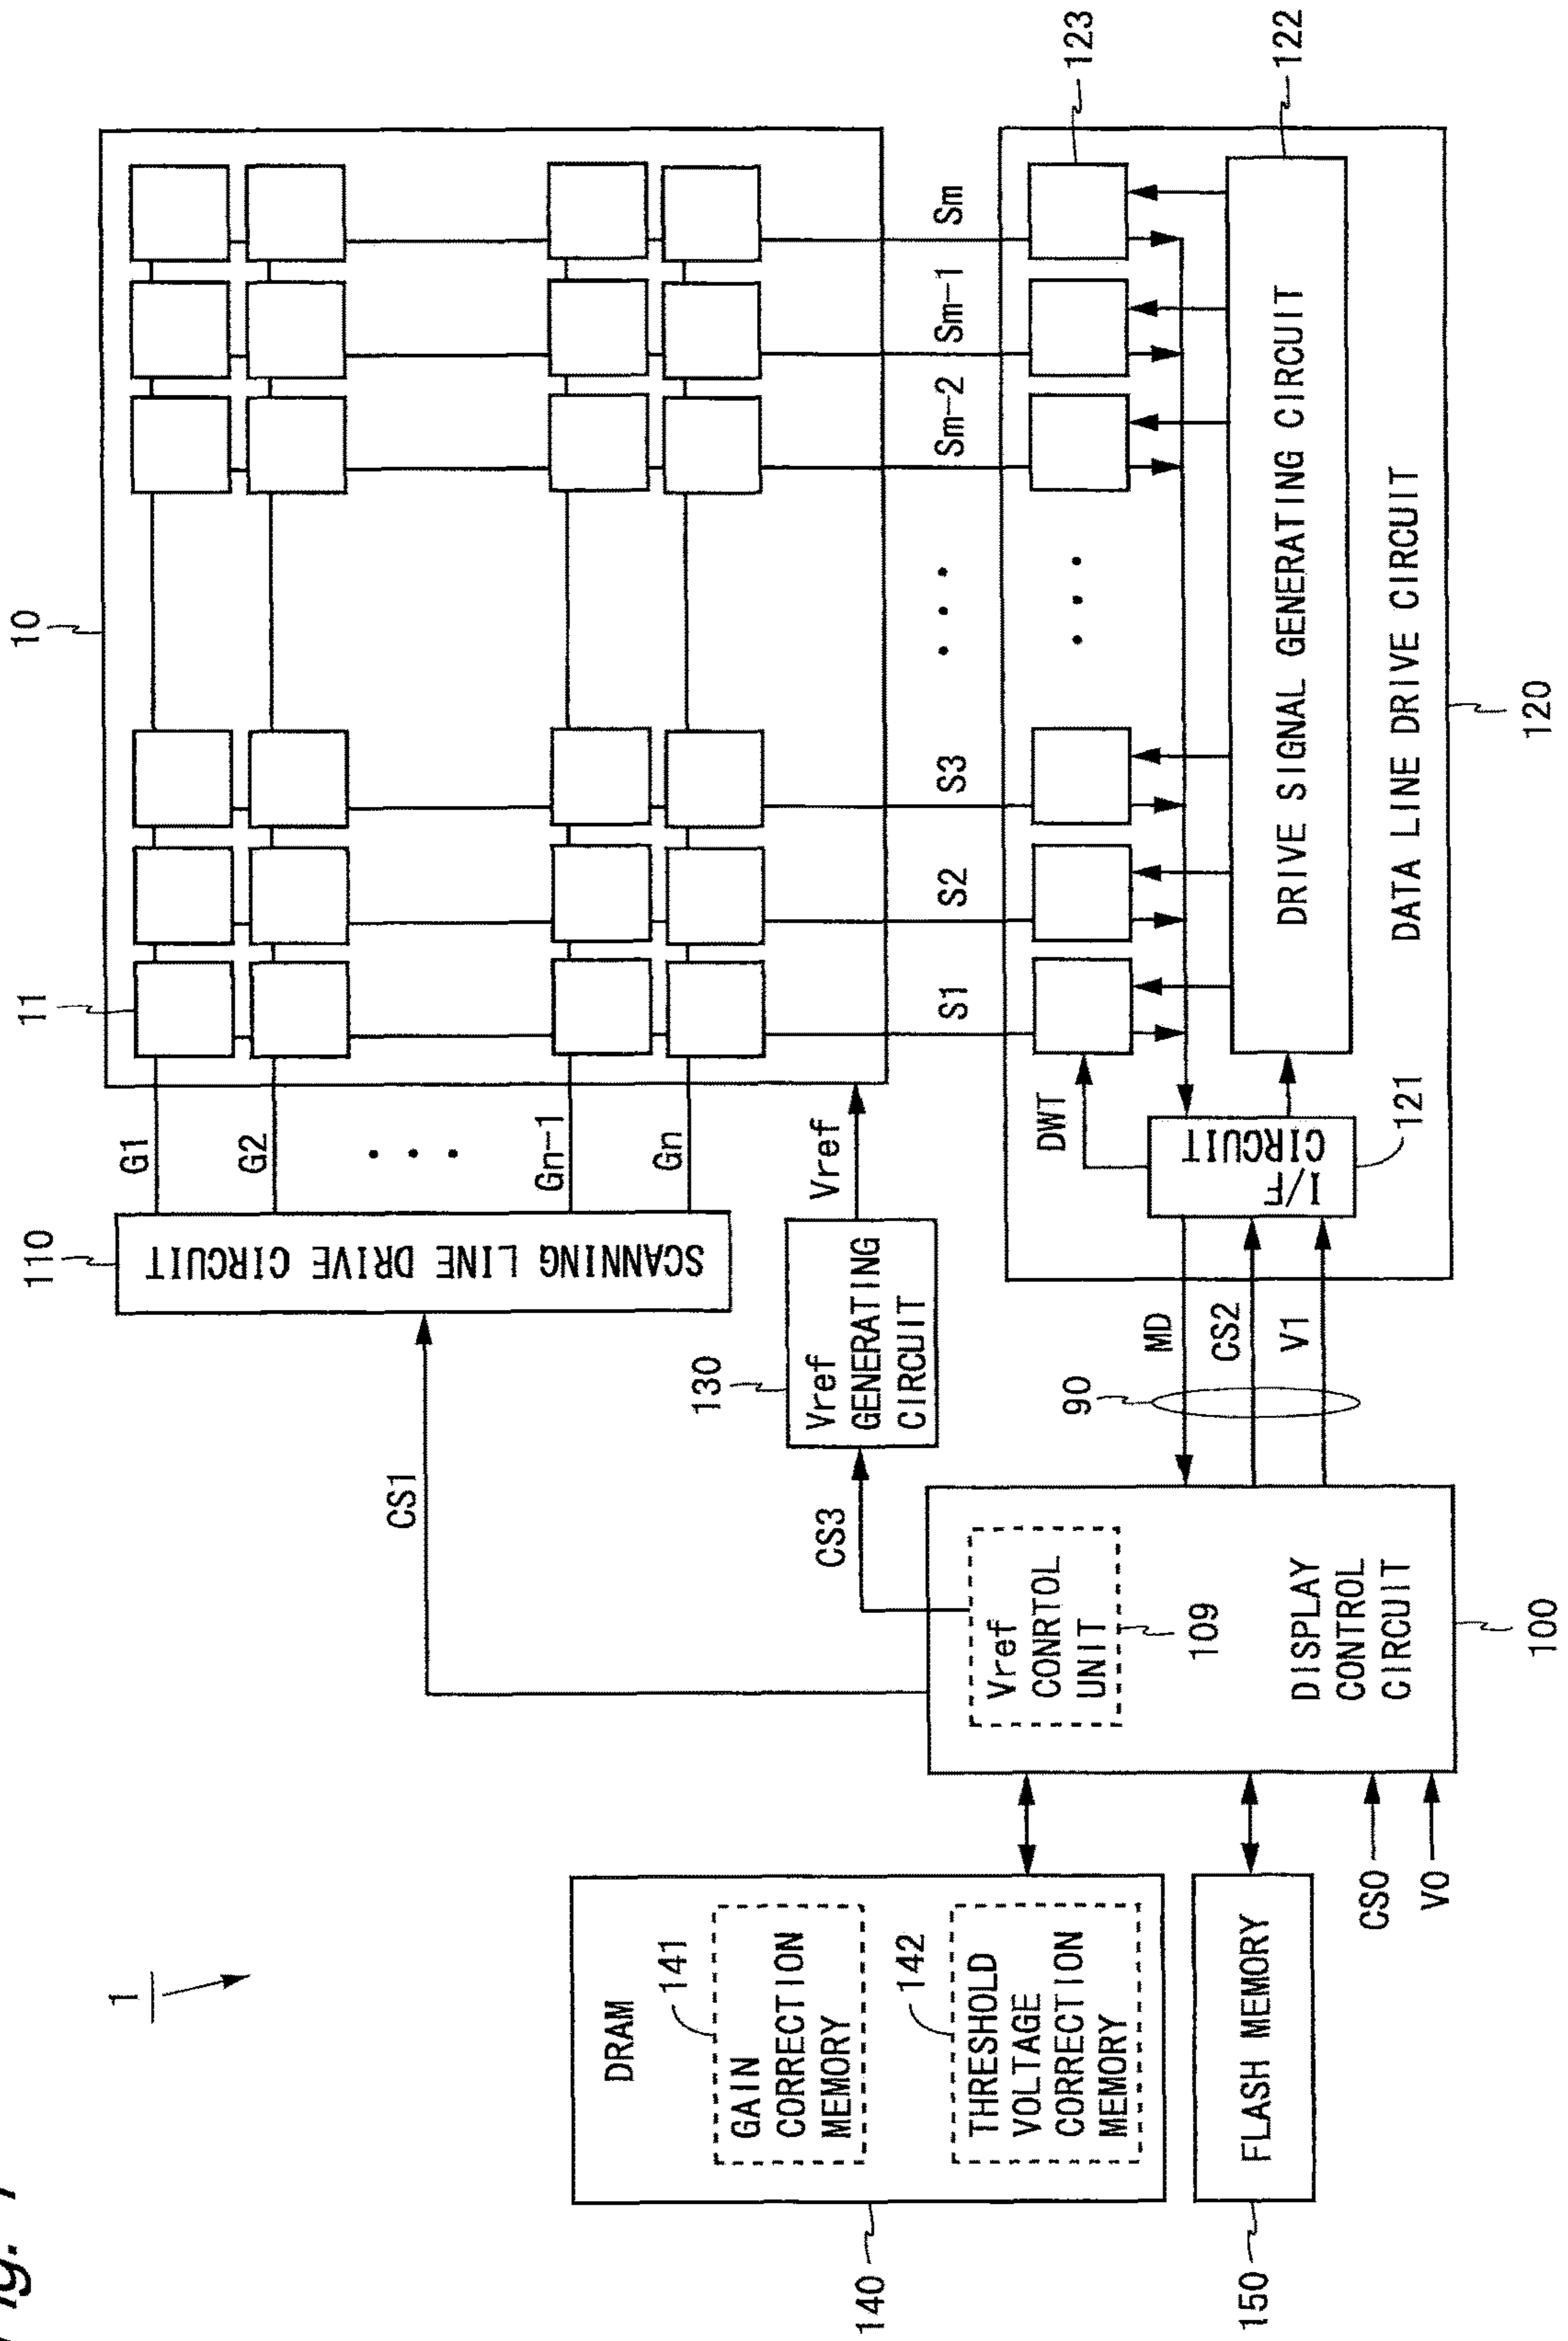 Fig. 1
1
10
11
110
SCANNING LINE DRIVE CIRCUIT
G1
G2
Gn-1
Gn
CS1
130
Vref
GENERATING
CIRCUIT
Vref
CS3
S1
S2
S3
Sm-2
Sm-1
Sm
DRAM
141
GAIN
CORRECTION
MEMORY
142
THRESHOLD
VOLTAGE
CORRECTION
MEMORY
140
FLASH MEMORY
150
CS0
V0
Vref
CONRTOL
UNIT
109
DISPLAY
CONTROL
CIRCUIT
100
90
MD
CS2
V1
DWT
I/F
CIRCUIT
121
123
DRIVE SIGNAL GENERATING CIRCUIT
122
DATA LINE DRIVE CIRCUIT
120